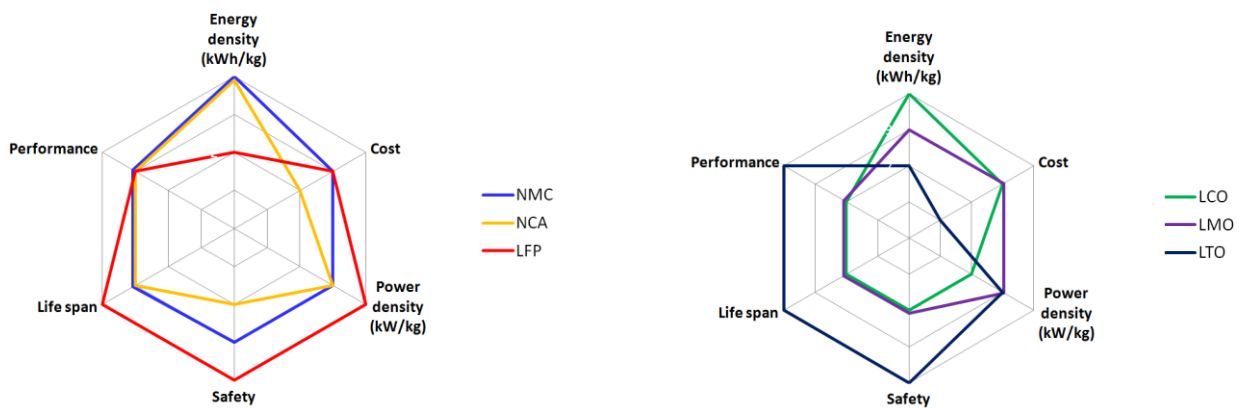 Energy
density
(kWh/kg)
Performance
Cost
NMC
NCA
LFP
Life span
Power
density
(kW/kg)
Safety
Energy
density
(kWh/kg)
Performance
Cost
LCO
LMO
LTO
Life span
Power
density
(kW/kg)
Safety